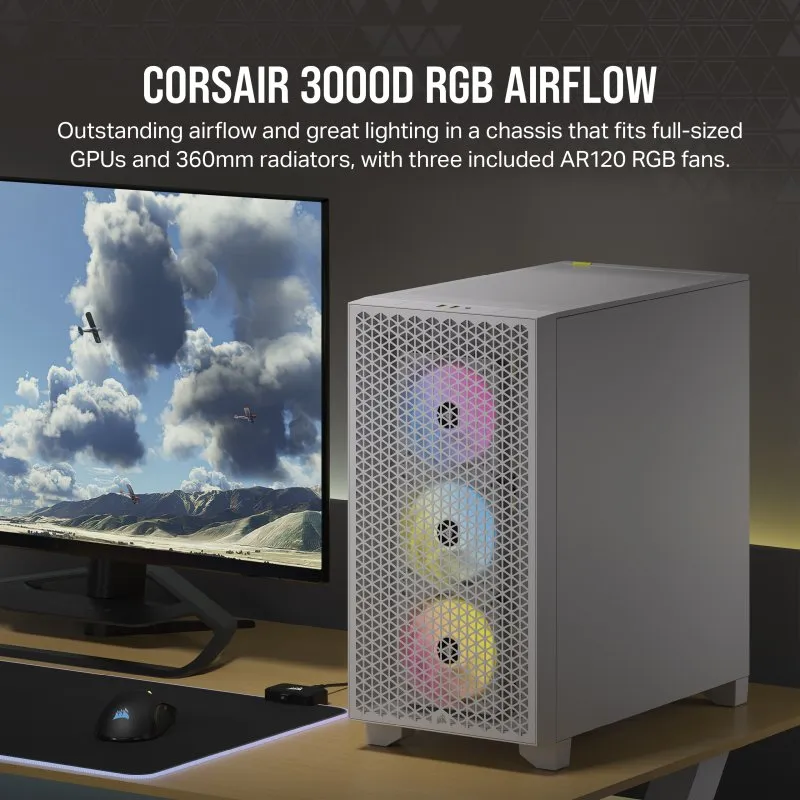 CORSAIR 3000D RGB AIRFLOW
Outstanding airflow and great lighting in a chassis that fits full-sized
GPUs and 360mm radiators, with three included AR120 RGB fans.